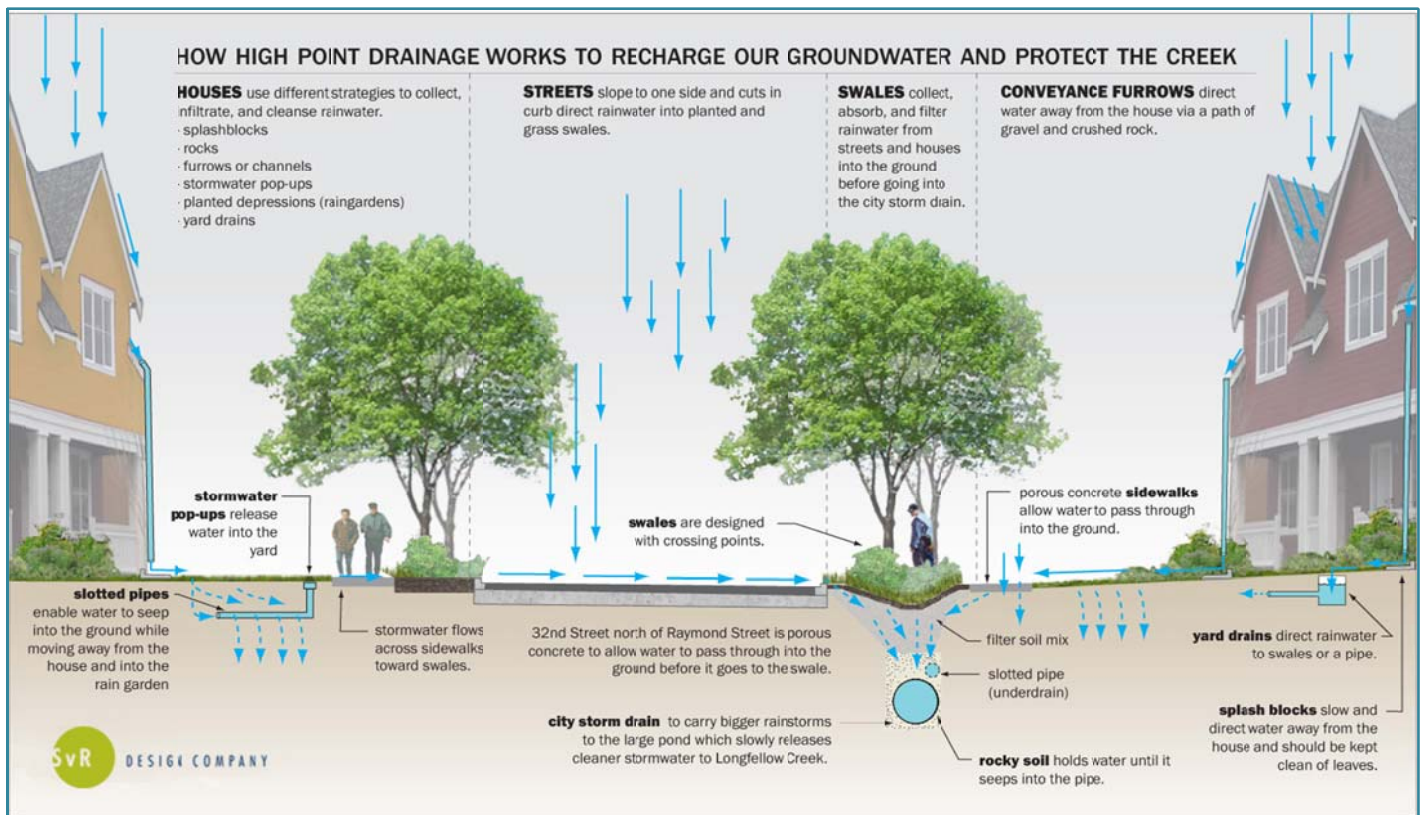 HOW HIGH POINT DRAINAGE WORKS TO RECHARGE OUR GROUNDWATER AND PROTECT THE CREEK
HOUSES use different strategies to collect,
infiltrate, and cleanse rainwater.
· splashblocks
· rocks
· furrows or channels
· stormwater pop-ups
· planted depressions (raingardens)
· yard drains
STREETS slope to one side and cuts in
curb direct rainwater into planted and
grass swales.
SWALES collect,
absorb, and filter
rainwater from
streets and houses
into the ground
before going into
the city storm drain.
CONVEYANCE FURROWS direct
water away from the house via a path of
gravel and crushed rock.
stormwater
pop-ups release
water into the
yard
slotted pipes
enable water to seep
into the ground while
moving away from the
house and into the
rain garden
stormwater flows
across sidewalks
toward swales.
swales are designed
with crossing points.
32nd Street north of Raymond Street is porous
concrete to allow water to pass through into the
ground before it goes to the swale.
city storm drain to carry bigger rainstorms
to the large pond which slowly releases
cleaner stormwater to Longfellow Creek.
porous concrete sidewalks
allow water to pass through
into the ground.
filter soil mix
slotted pipe
(underdrain)
rocky soil holds water until it
seeps into the pipe.
yard drains direct rainwater
to swales or a pipe.
splash blocks slow and
direct water away from the
house and should be kept
clean of leaves.
SvR DESIGN COMPANY